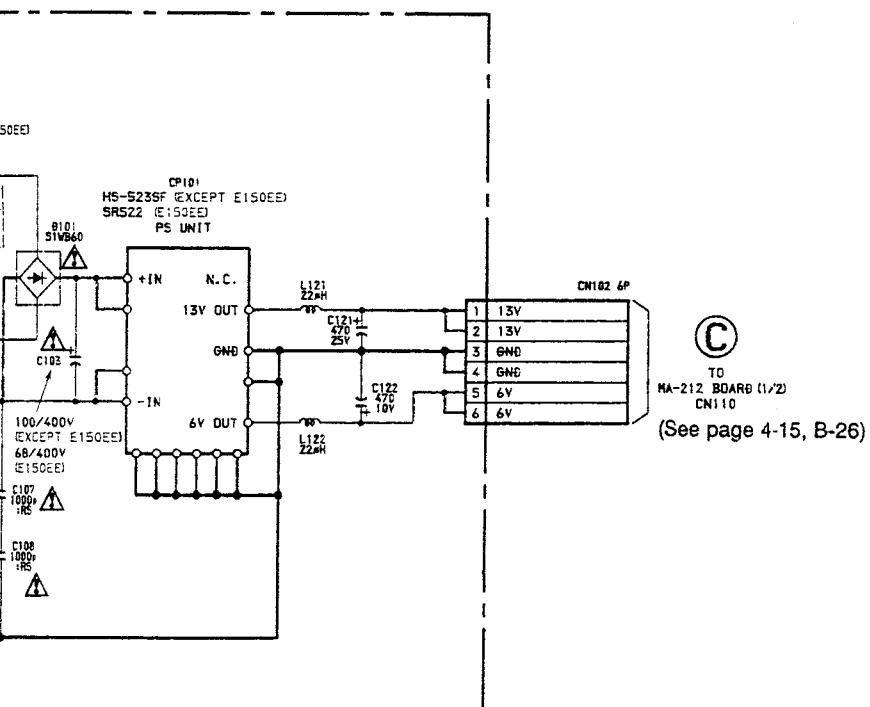 50EE)
CP101
HS-523SF (EXCEPT E150EE)
SR522 (E150EE)
PS UNIT
D101
S1WB60
+IN
N.C.
13V OUT
GND
-IN
6V OUT
L121
22μH
C121
470
25V
C122
470
10V
L122
22μH
C103
100/400V
(EXCEPT E150EE)
68/400V
(E150EE)
C107
1000p
:RS
C108
1000p
:RS
CN102 6P
1 13V
2 13V
3 GND
4 GND
5 6V
6 6V
C
TO
MA-212 BOARD (1/2)
CN110
(See page 4-15, B-26)